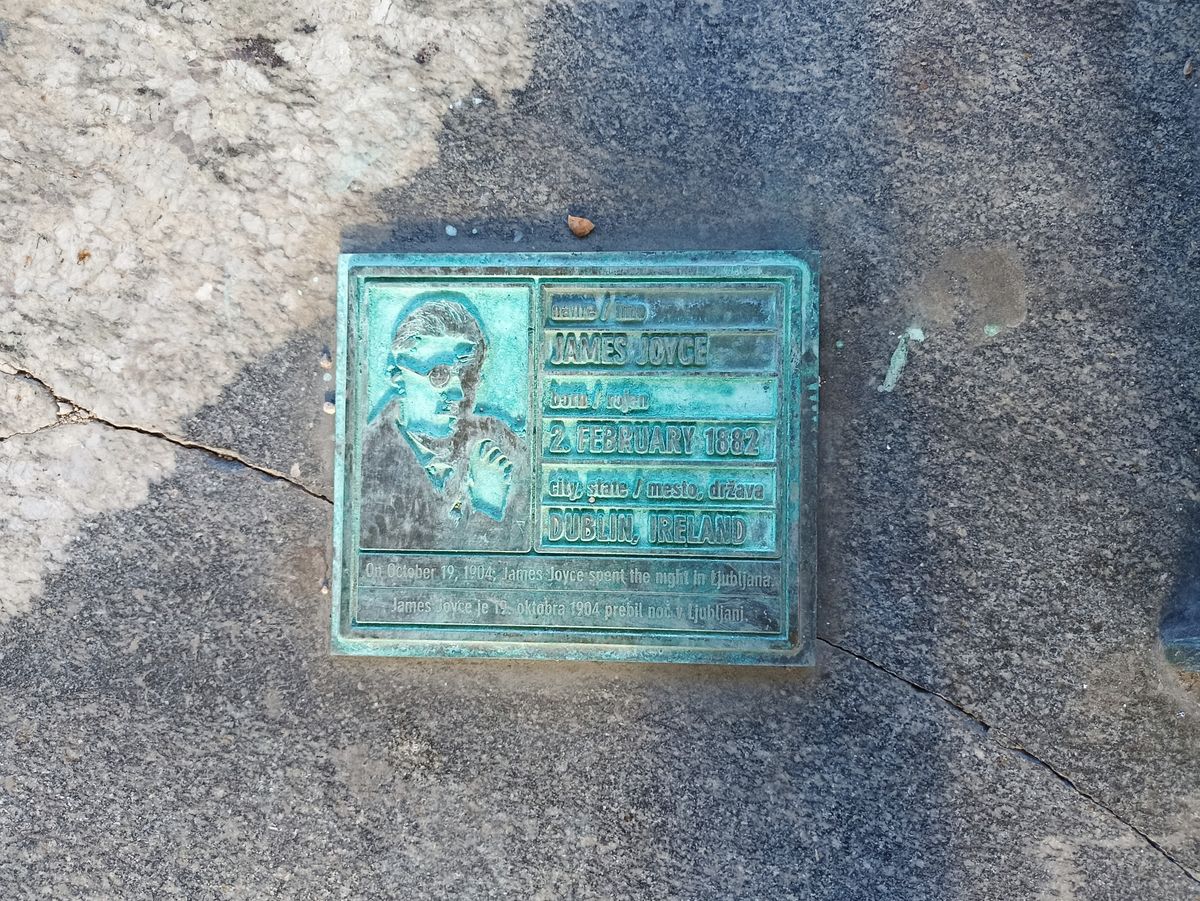 name / ime
JAMES JOYCE
born / rojen
2. FEBRUARY 1882
city, state / mesto, država
DUBLIN, IRELAND
On October 19, 1904, James Joyce spent the night in Ljubljana.
James Joyce je 19. oktobra 1904 prebil noč v Ljubljani.